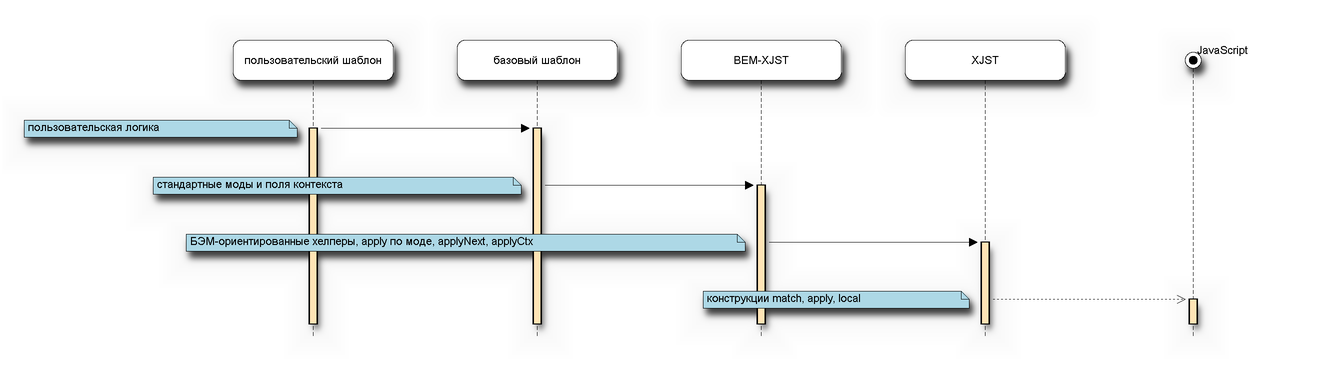 JavaScript
пользовательский шаблон
базовый шаблон
BEM-XJST
XJST
пользовательская логика
стандартные моды и поля контекста
БЭМ-ориентированные хелперы, apply по моде, applyNext, applyCtx
конструкции match, apply, local